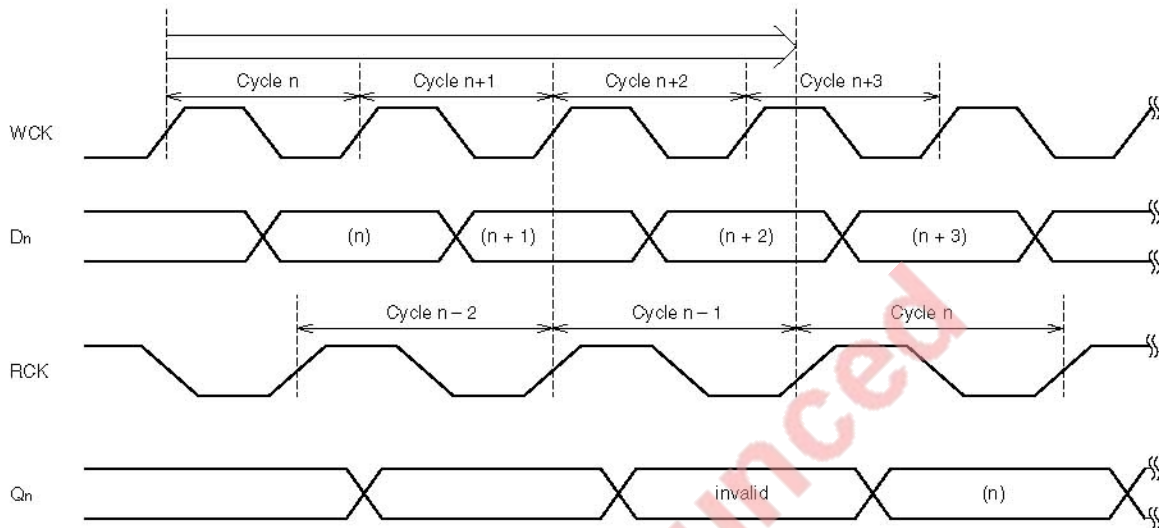 Cycle n Cycle n+1 Cycle n+2 Cycle n+3
WCK
Dn (n) (n + 1) (n + 2) (n + 3)
Cycle n – 2 Cycle n – 1 Cycle n
RCK
Qn invalid (n)
unced